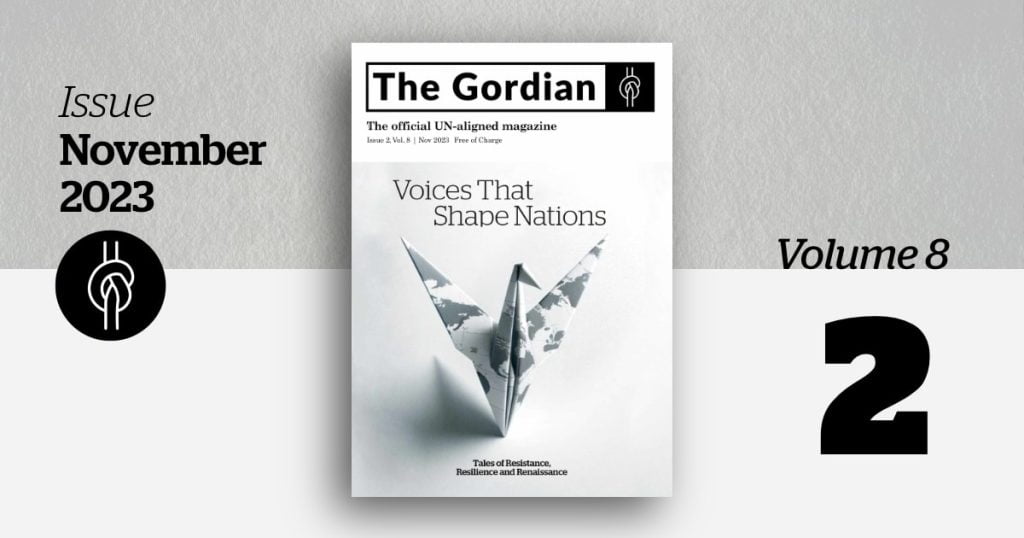 Issue
November
2023
The Gordian
The official UN-aligned magazine
Issue 2, Vol. 8 | Nov 2023 Free of Charge
Voices That
Shape Nations
Tales of Resistance,
Resilience and Renaissance
Volume 8
2